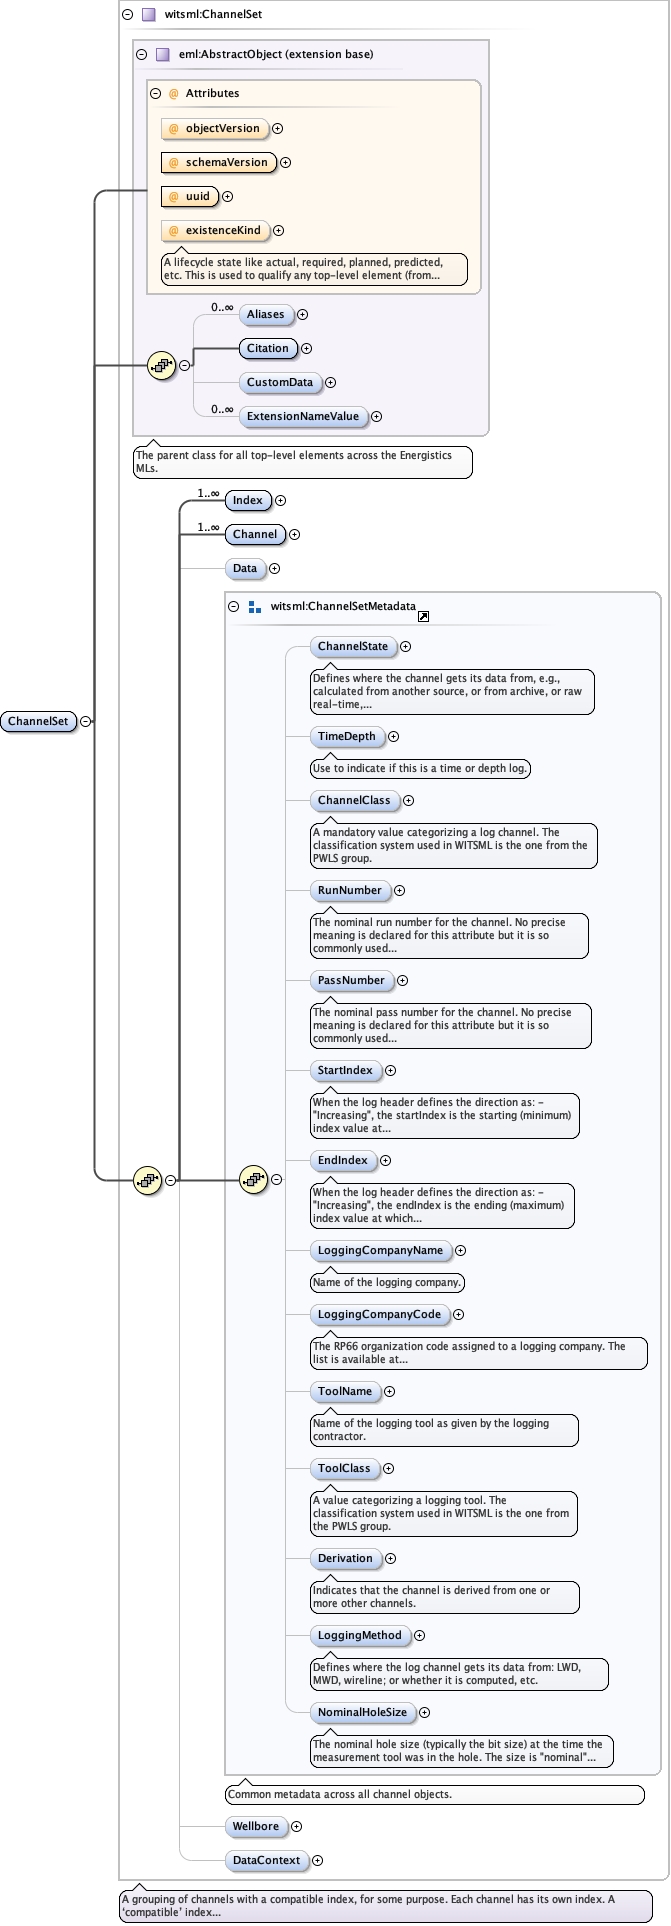 witsml:ChannelSet
eml:AbstractObject (extension base)
@ Attributes
@ objectVersion
@ schemaVersion
@ uuid
@ existenceKind
A lifecycle state like actual, required, planned, predicted,
etc. This is used to qualify any top-level element (from...
0..∞
Aliases
Citation
CustomData
0..∞
ExtensionNameValue
The parent class for all top-level elements across the Energistics
MLs.
1..∞
Index
1..∞
Channel
Data
witsml:ChannelSetMetadata
ChannelState
Defines where the channel gets its data from, e.g.,
calculated from another source, or from archive, or raw
real-time,...
ChannelSet
TimeDepth
Use to indicate if this is a time or depth log.
ChannelClass
A mandatory value categorizing a log channel. The
classification system used in WITSML is the one from the
PWLS group.
RunNumber
The nominal run number for the channel. No precise
meaning is declared for this attribute but it is so
commonly used...
PassNumber
The nominal pass number for the channel. No precise
meaning is declared for this attribute but it is so
commonly used...
StartIndex
When the log header defines the direction as: -
"Increasing", the startIndex is the starting (minimum)
index value at...
EndIndex
When the log header defines the direction as: -
"Increasing", the endIndex is the ending (maximum)
index value at which...
LoggingCompanyName
Name of the logging company.
LoggingCompanyCode
The RP66 organization code assigned to a logging company. The
list is available at...
ToolName
Name of the logging tool as given by the logging
contractor.
ToolClass
A value categorizing a logging tool. The
classification system used in WITSML is the one from
the PWLS group.
Derivation
Indicates that the channel is derived from one or
more other channels.
LoggingMethod
Defines where the log channel gets its data from: LWD,
MWD, wireline; or whether it is computed, etc.
NominalHoleSize
The nominal hole size (typically the bit size) at the time the
measurement tool was in the hole. The size is "nominal"...
Common metadata across all channel objects.
Wellbore
DataContext
A grouping of channels with a compatible index, for some purpose. Each channel has its own index. A
‘compatible’ index...